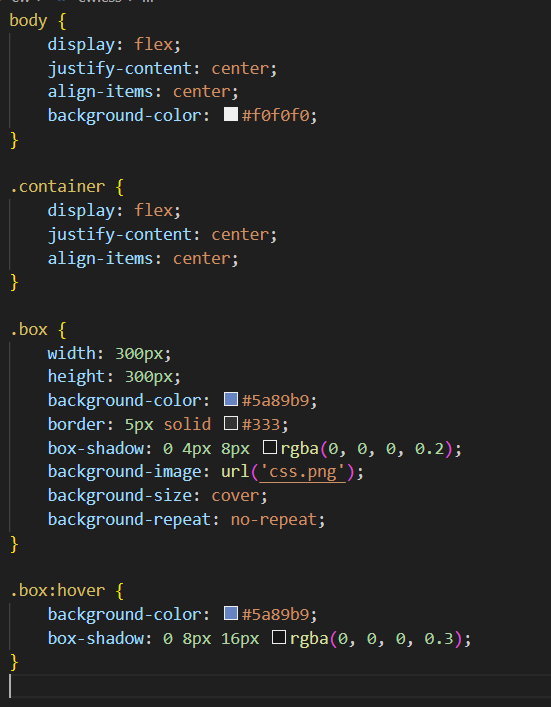 body {
    display: flex;
    justify-content: center;
    align-items: center;
    background-color: #f0f0f0;
}

.container {
    display: flex;
    justify-content: center;
    align-items: center;
}

.box {
    width: 300px;
    height: 300px;
    background-color: #5a89b9;
    border: 5px solid #333;
    box-shadow: 0 4px 8px rgba(0, 0, 0, 0.2);
    background-image: url('css.png');
    background-size: cover;
    background-repeat: no-repeat;
}

.box:hover {
    background-color: #5a89b9;
    box-shadow: 0 8px 16px rgba(0, 0, 0, 0.3);
}